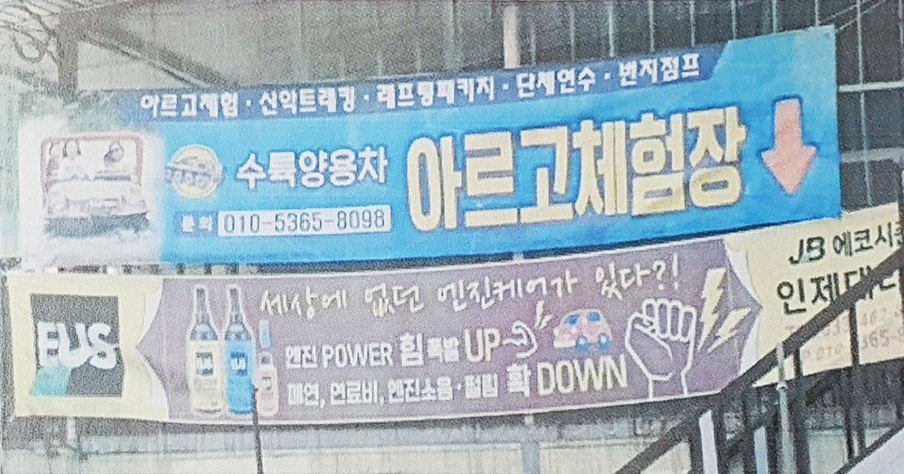 아르고체험 · 산악트래킹 · 래프팅패키지 · 단체연수 · 번지점프
수륙양용차 아르고체험장
문의 010-5365-8098
EUS
세상에 없던 엔진케어가 있다?!
엔진 POWER 힘 폭발 UP
매연, 연료비, 엔진소음·떨림 확 DOWN
JB 에코시
인제대리